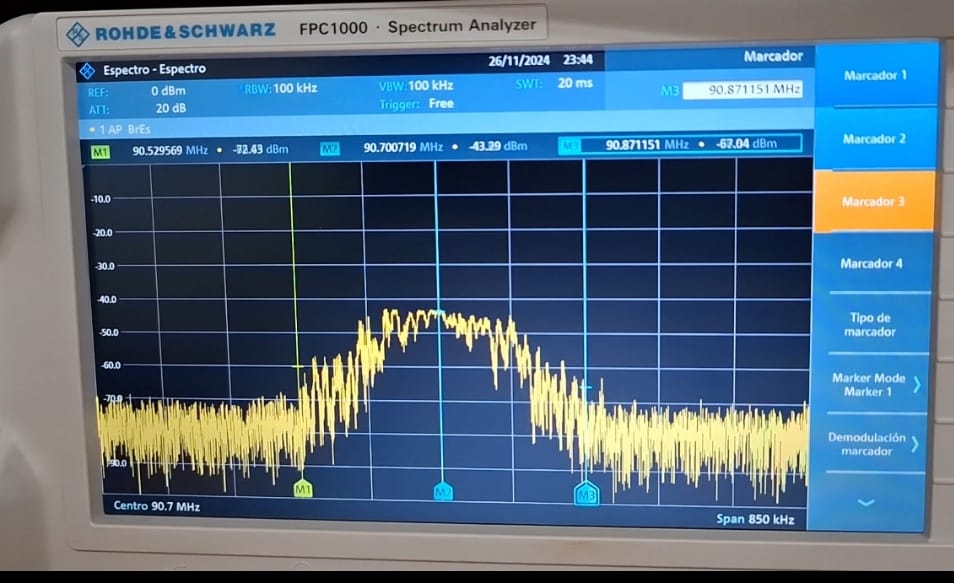 ROHDE & SCHWARZ FPC1000 · Spectrum Analyzer
Espectro - Espectro 26/11/2024 23:44 Marcador
REF: 0 dBm RBW: 100 kHz VBW: 100 kHz SWT: 20 ms M3 90.871151 MHz
ATT: 20 dB Trigger: Free
1 AP BrEs
M1 90.529569 MHz • -72.43 dBm M2 90.700719 MHz • -43.29 dBm M3 90.871151 MHz • -67.04 dBm
-10.0
-20.0
-30.0
-40.0
-50.0
-60.0
-70.0
-90.0
M1 M2 M3
Centro 90.7 MHz Span 850 kHz
Marcador 1
Marcador 2
Marcador 3
Marcador 4
Tipo de
marcador
Marker Mode
Marker 1
Demodulación
marcador